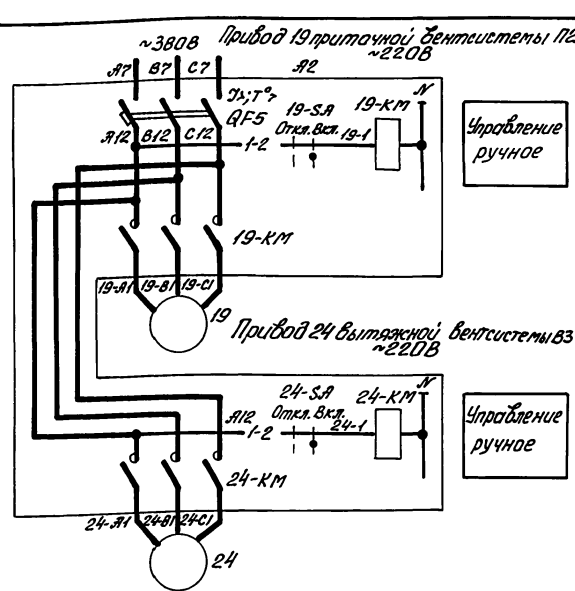 Привод 19 приточной вентсистемы П2
~380В ~220В
А7 В7 С7 А2 N
I>; T°>
QF5
19-SA 19-КМ
Откл. Вкл.
А12 В12 С12 1-2 19-1
Управление
ручное
19-КМ
19-А1 19-В1 19-С1
19
Привод 24 вытяжной вентсистемы В3
~220В
24-SA 24-КМ N
А12 Откл. Вкл.
1-2 24-1
Управление
ручное
24-КМ
24-А1 24-В1 24-С1
24